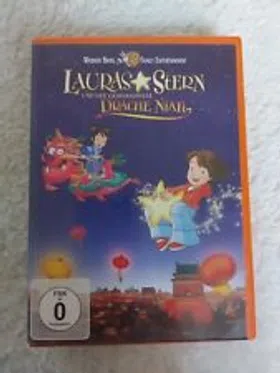 LAURAS STERN
UND DER GEHEIMNISVOLLE
DRACHE NIAN
FSK
0